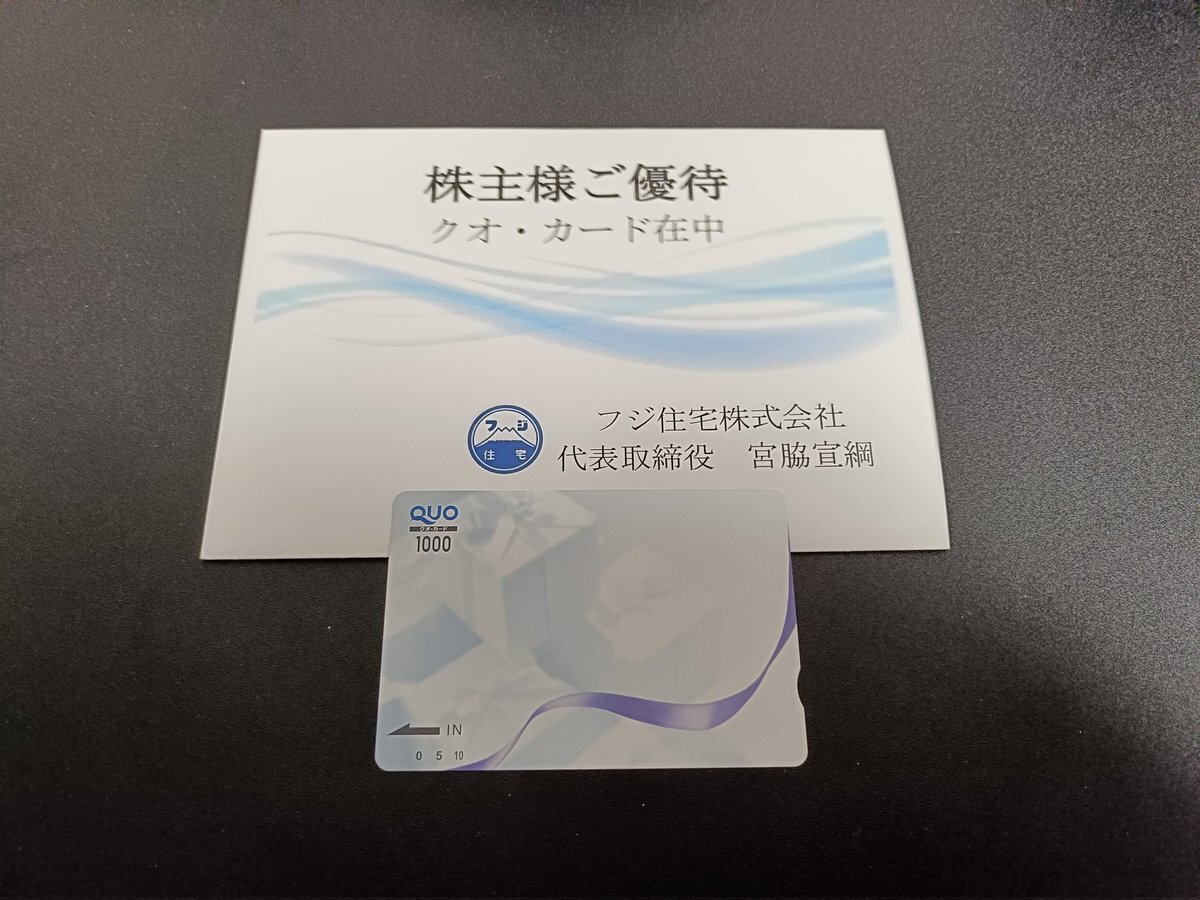 株主様ご優待
クオ・カード在中
フジ
住宅
フジ住宅株式会社
代表取締役　宮脇宣綱
QUO
クオ・カード
1000
IN
0 5 10